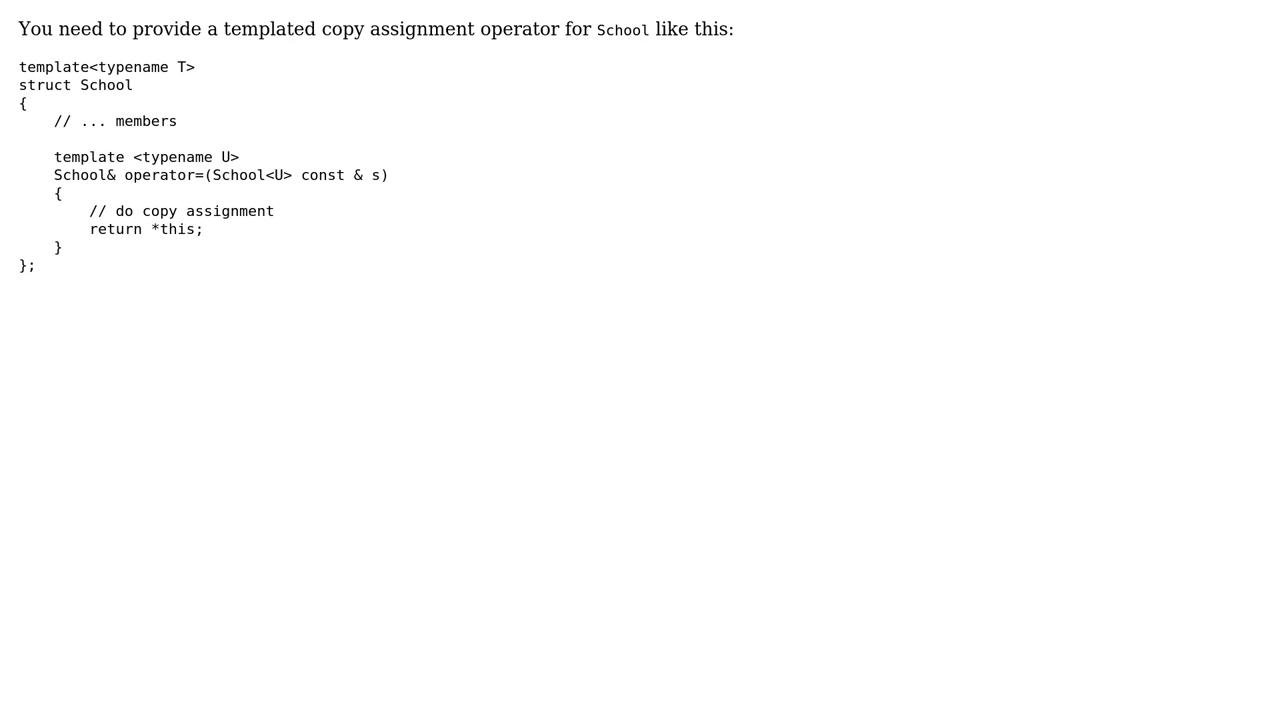 You need to provide a templated copy assignment operator for School like this:
template<typename T>
struct School
{
    // ... members

    template <typename U>
    School& operator=(School<U> const & s)
    {
        // do copy assignment
        return *this;
    }
};